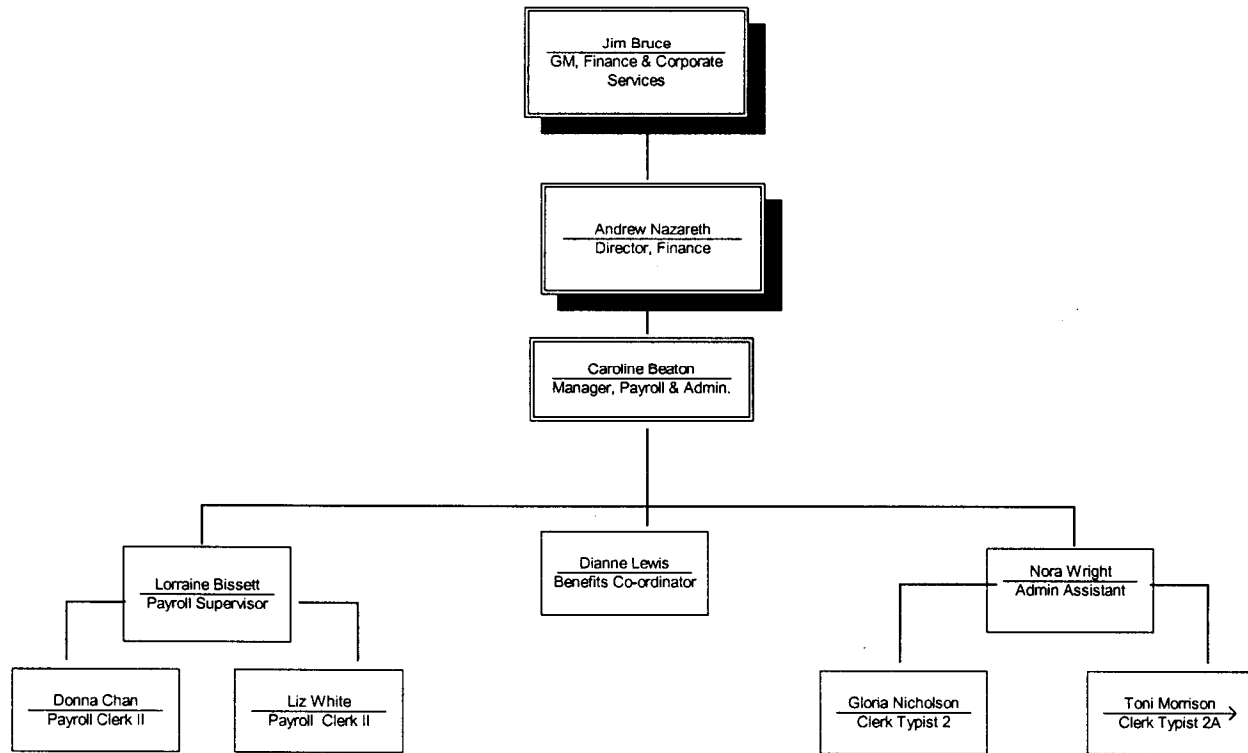 Jim Bruce
GM, Finance & Corporate
Services
Andrew Nazareth
Director, Finance
Caroline Beaton
Manager, Payroll & Admin.
Lorraine Bissett
Payroll Supervisor
Dianne Lewis
Benefits Co-ordinator
Nora Wright
Admin Assistant
Donna Chan
Payroll Clerk II
Liz White
Payroll Clerk II
Gloria Nicholson
Clerk Typist 2
Toni Morrison
Clerk Typist 2A